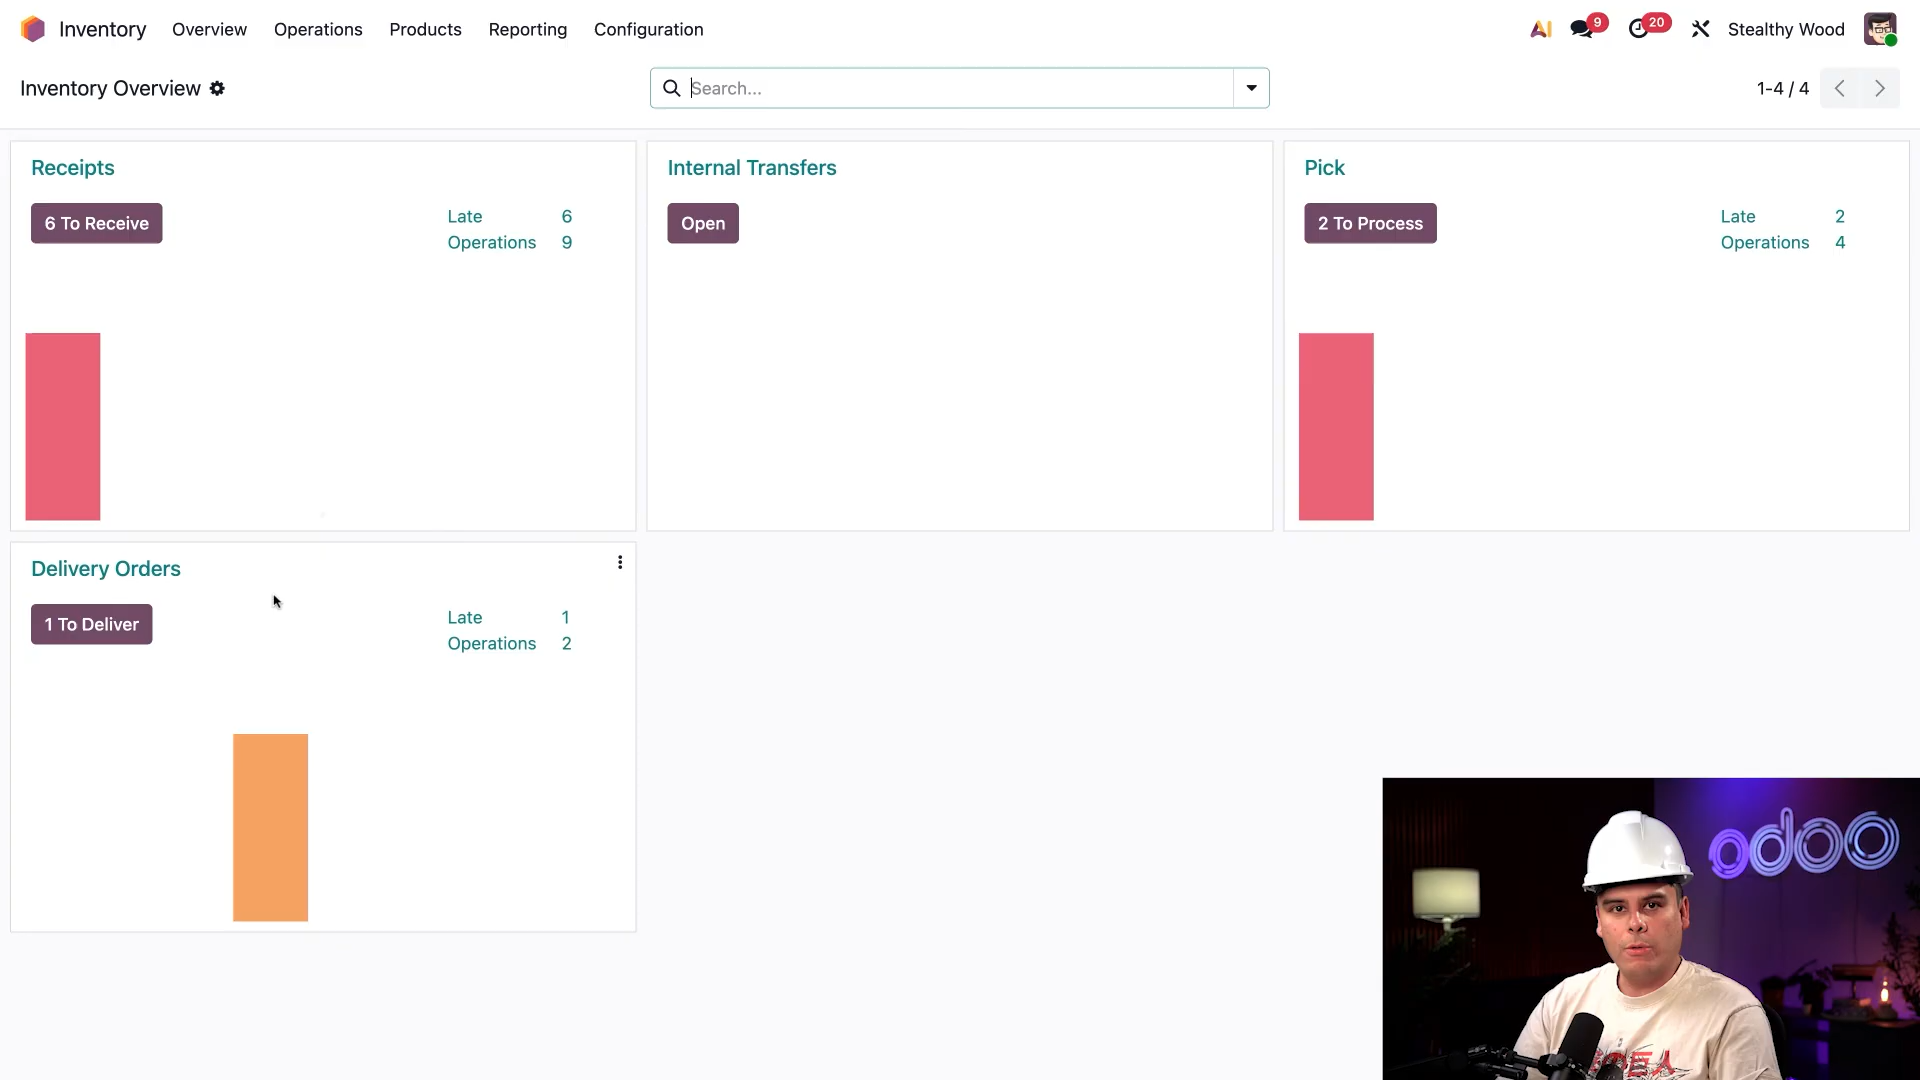 Inventory Overview Operations Products Reporting Configuration
AI 9 20 Stealthy Wood
Inventory Overview
Search...
1-4 / 4
Receipts
6 To Receive
Late 6
Operations 9
Internal Transfers
Open
Pick
2 To Process
Late 2
Operations 4
Delivery Orders
1 To Deliver
Late 1
Operations 2
odoo